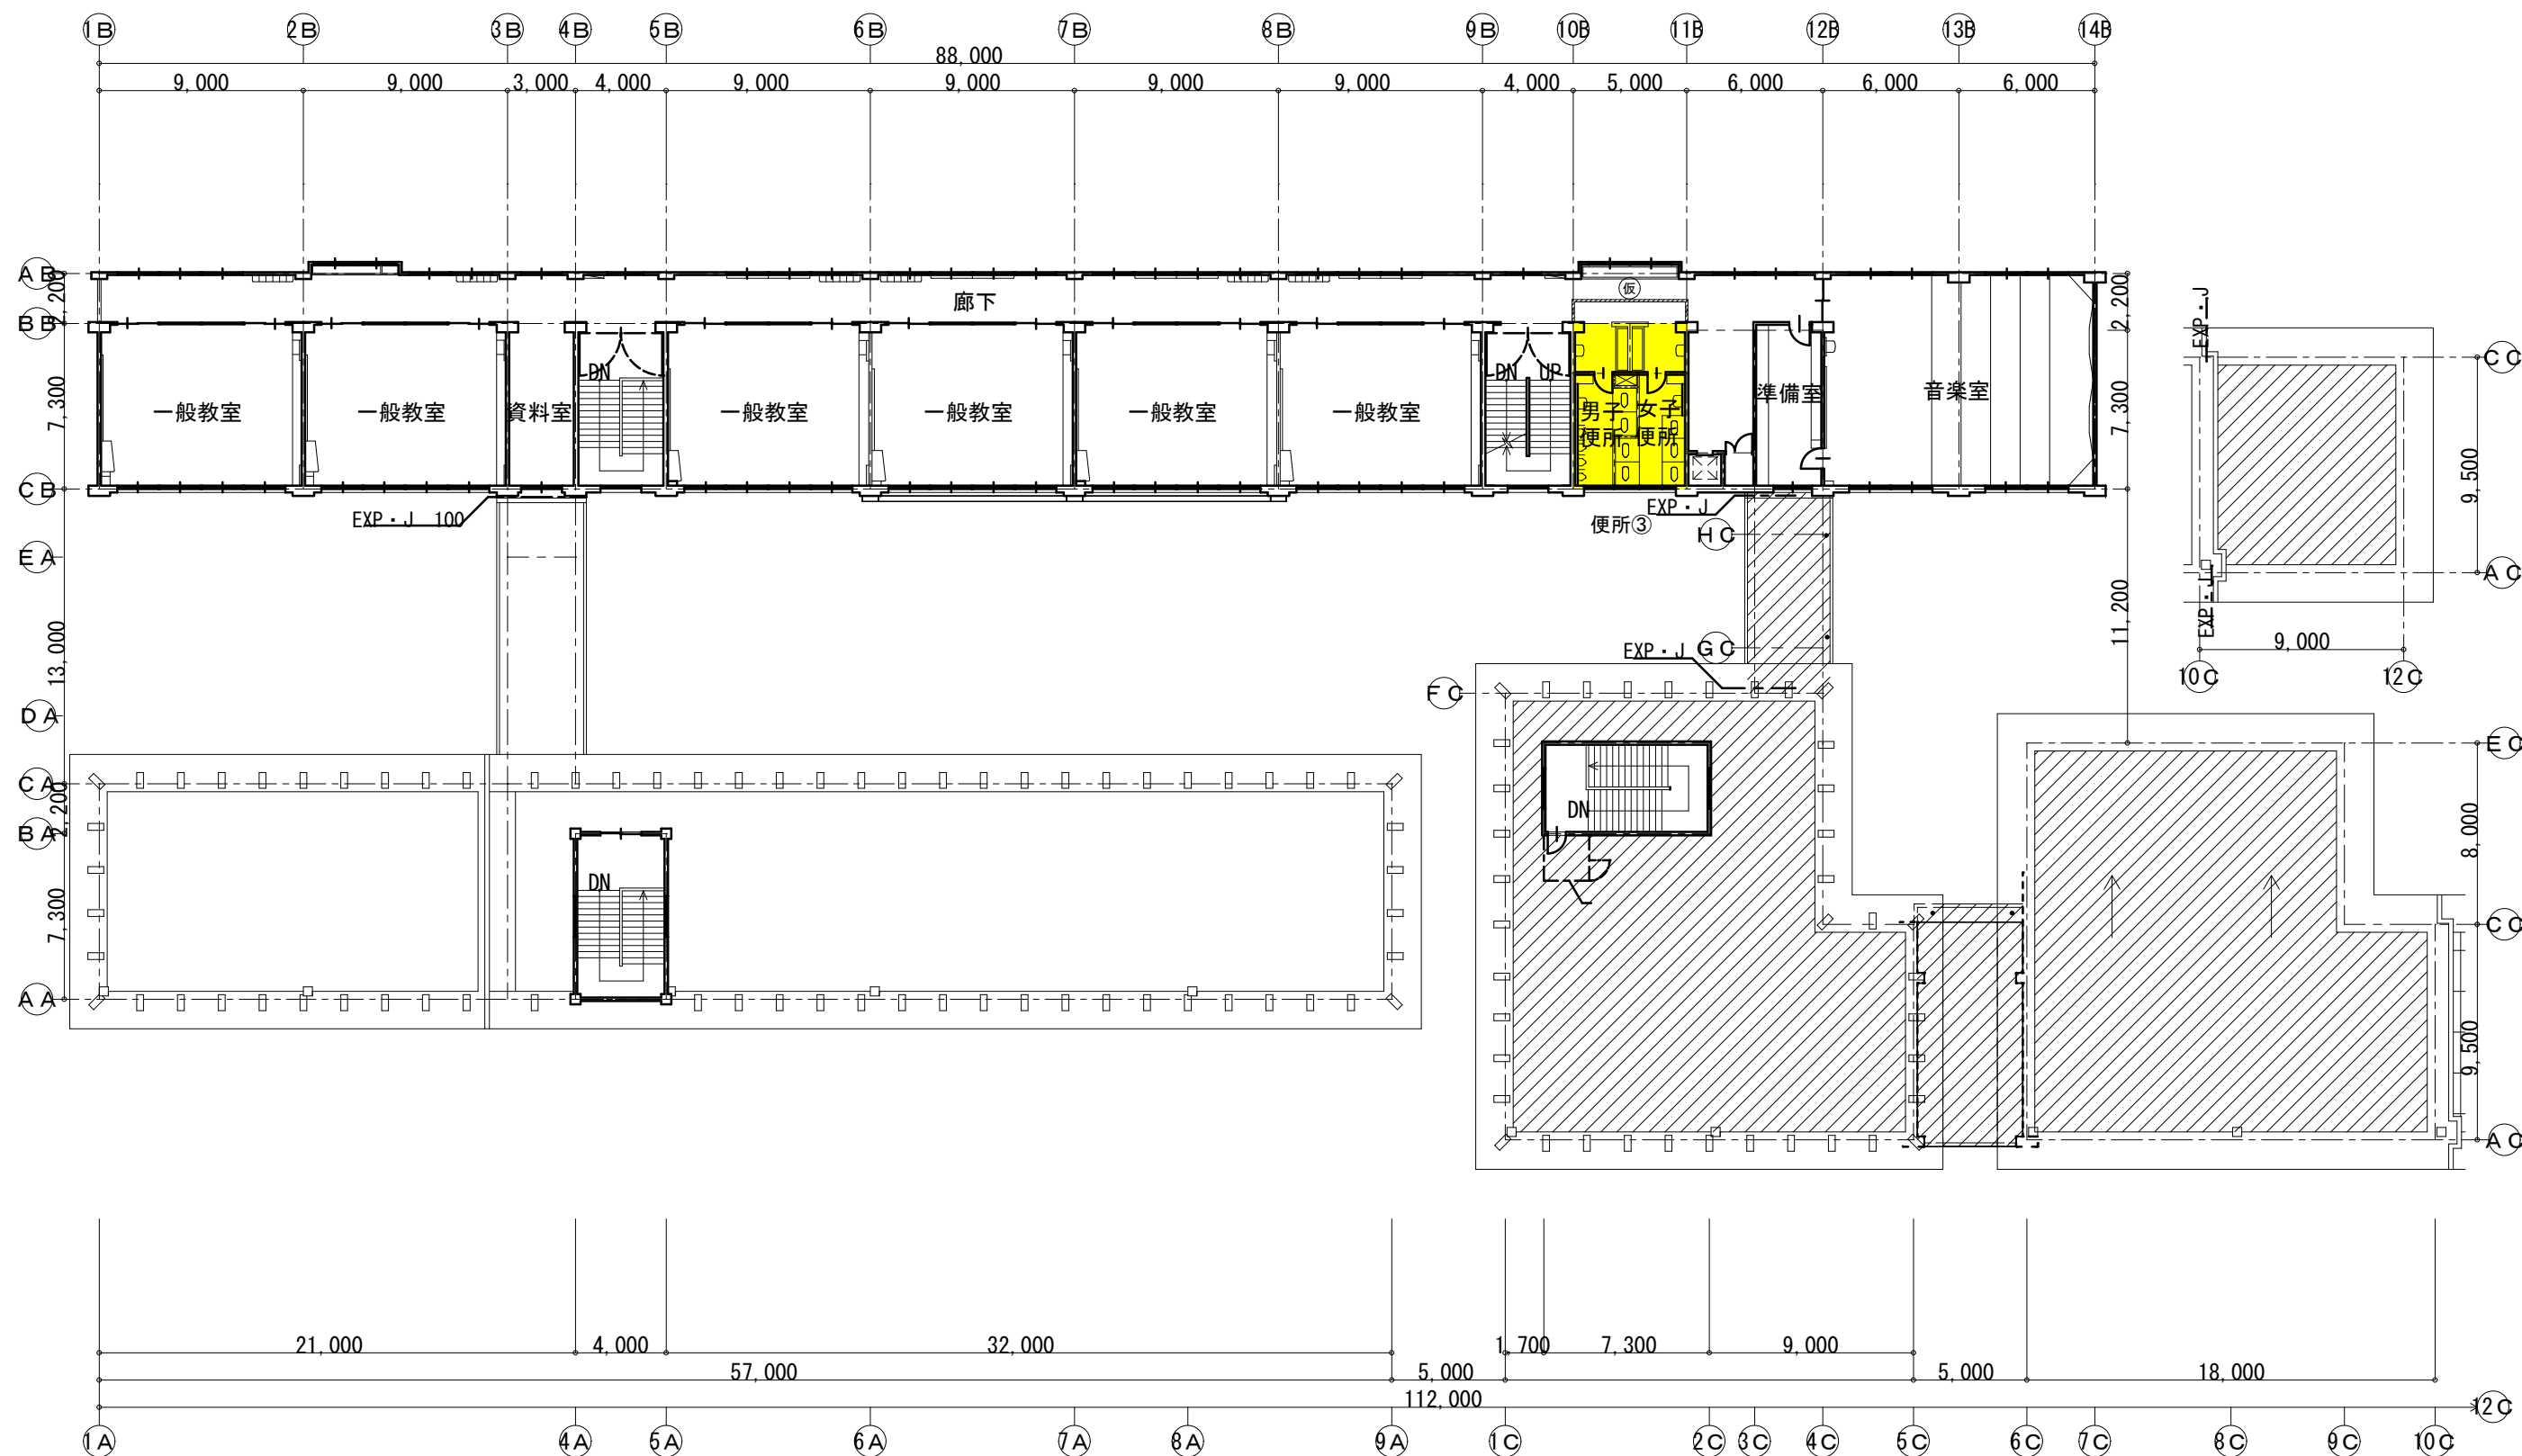 1B 2B 3B 4B 5B 6B 7B 8B 9B 10B 11B 12B 13B 14B
88,000
9,000 9,000 3,000 4,000 9,000 9,000 9,000 9,000 4,000 5,000 6,000 6,000 6,000
AB
2,200
2,200
仮
廊下
BB
EXP・J
CC
DN
DN UP
7,300
一般教室 一般教室 資料室 一般教室 一般教室 一般教室 一般教室
男子便所
女子便所
準備室
音楽室
7,300
9,500
CB
EXP・J 100
EXP・J
便所③
HC
EA
AC
EXP・J
11,200
9,000
10C 12C
13,000
EXP・J
GC
FC
DA
EC
CA
2,200
BA
DN
8,000
DN
7,300
CC
AA
9,500
AC
21,000 4,000 32,000 1,700 7,300 9,000
57,000 5,000 5,000 18,000
112,000
12C
1A 4A 5A 6A 7A 8A 9A 1C 2C 3C 4C 5C 6C 7C 8C 9C 10C